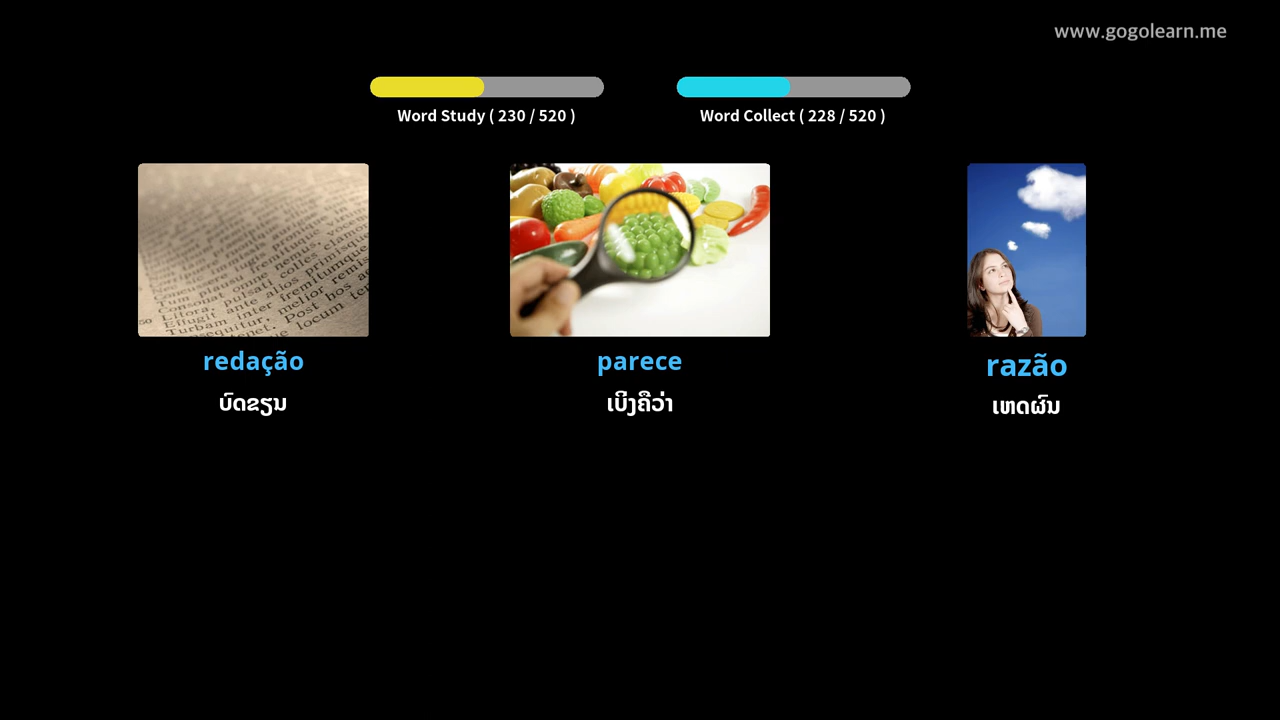 www.gogolearn.me
Word Study ( 230 / 520 )
Word Collect ( 228 / 520 )
redação
parece
razão
ບົດຂຽນ
ເບິ່ງຄືວ່າ
ເຫດຜົນ